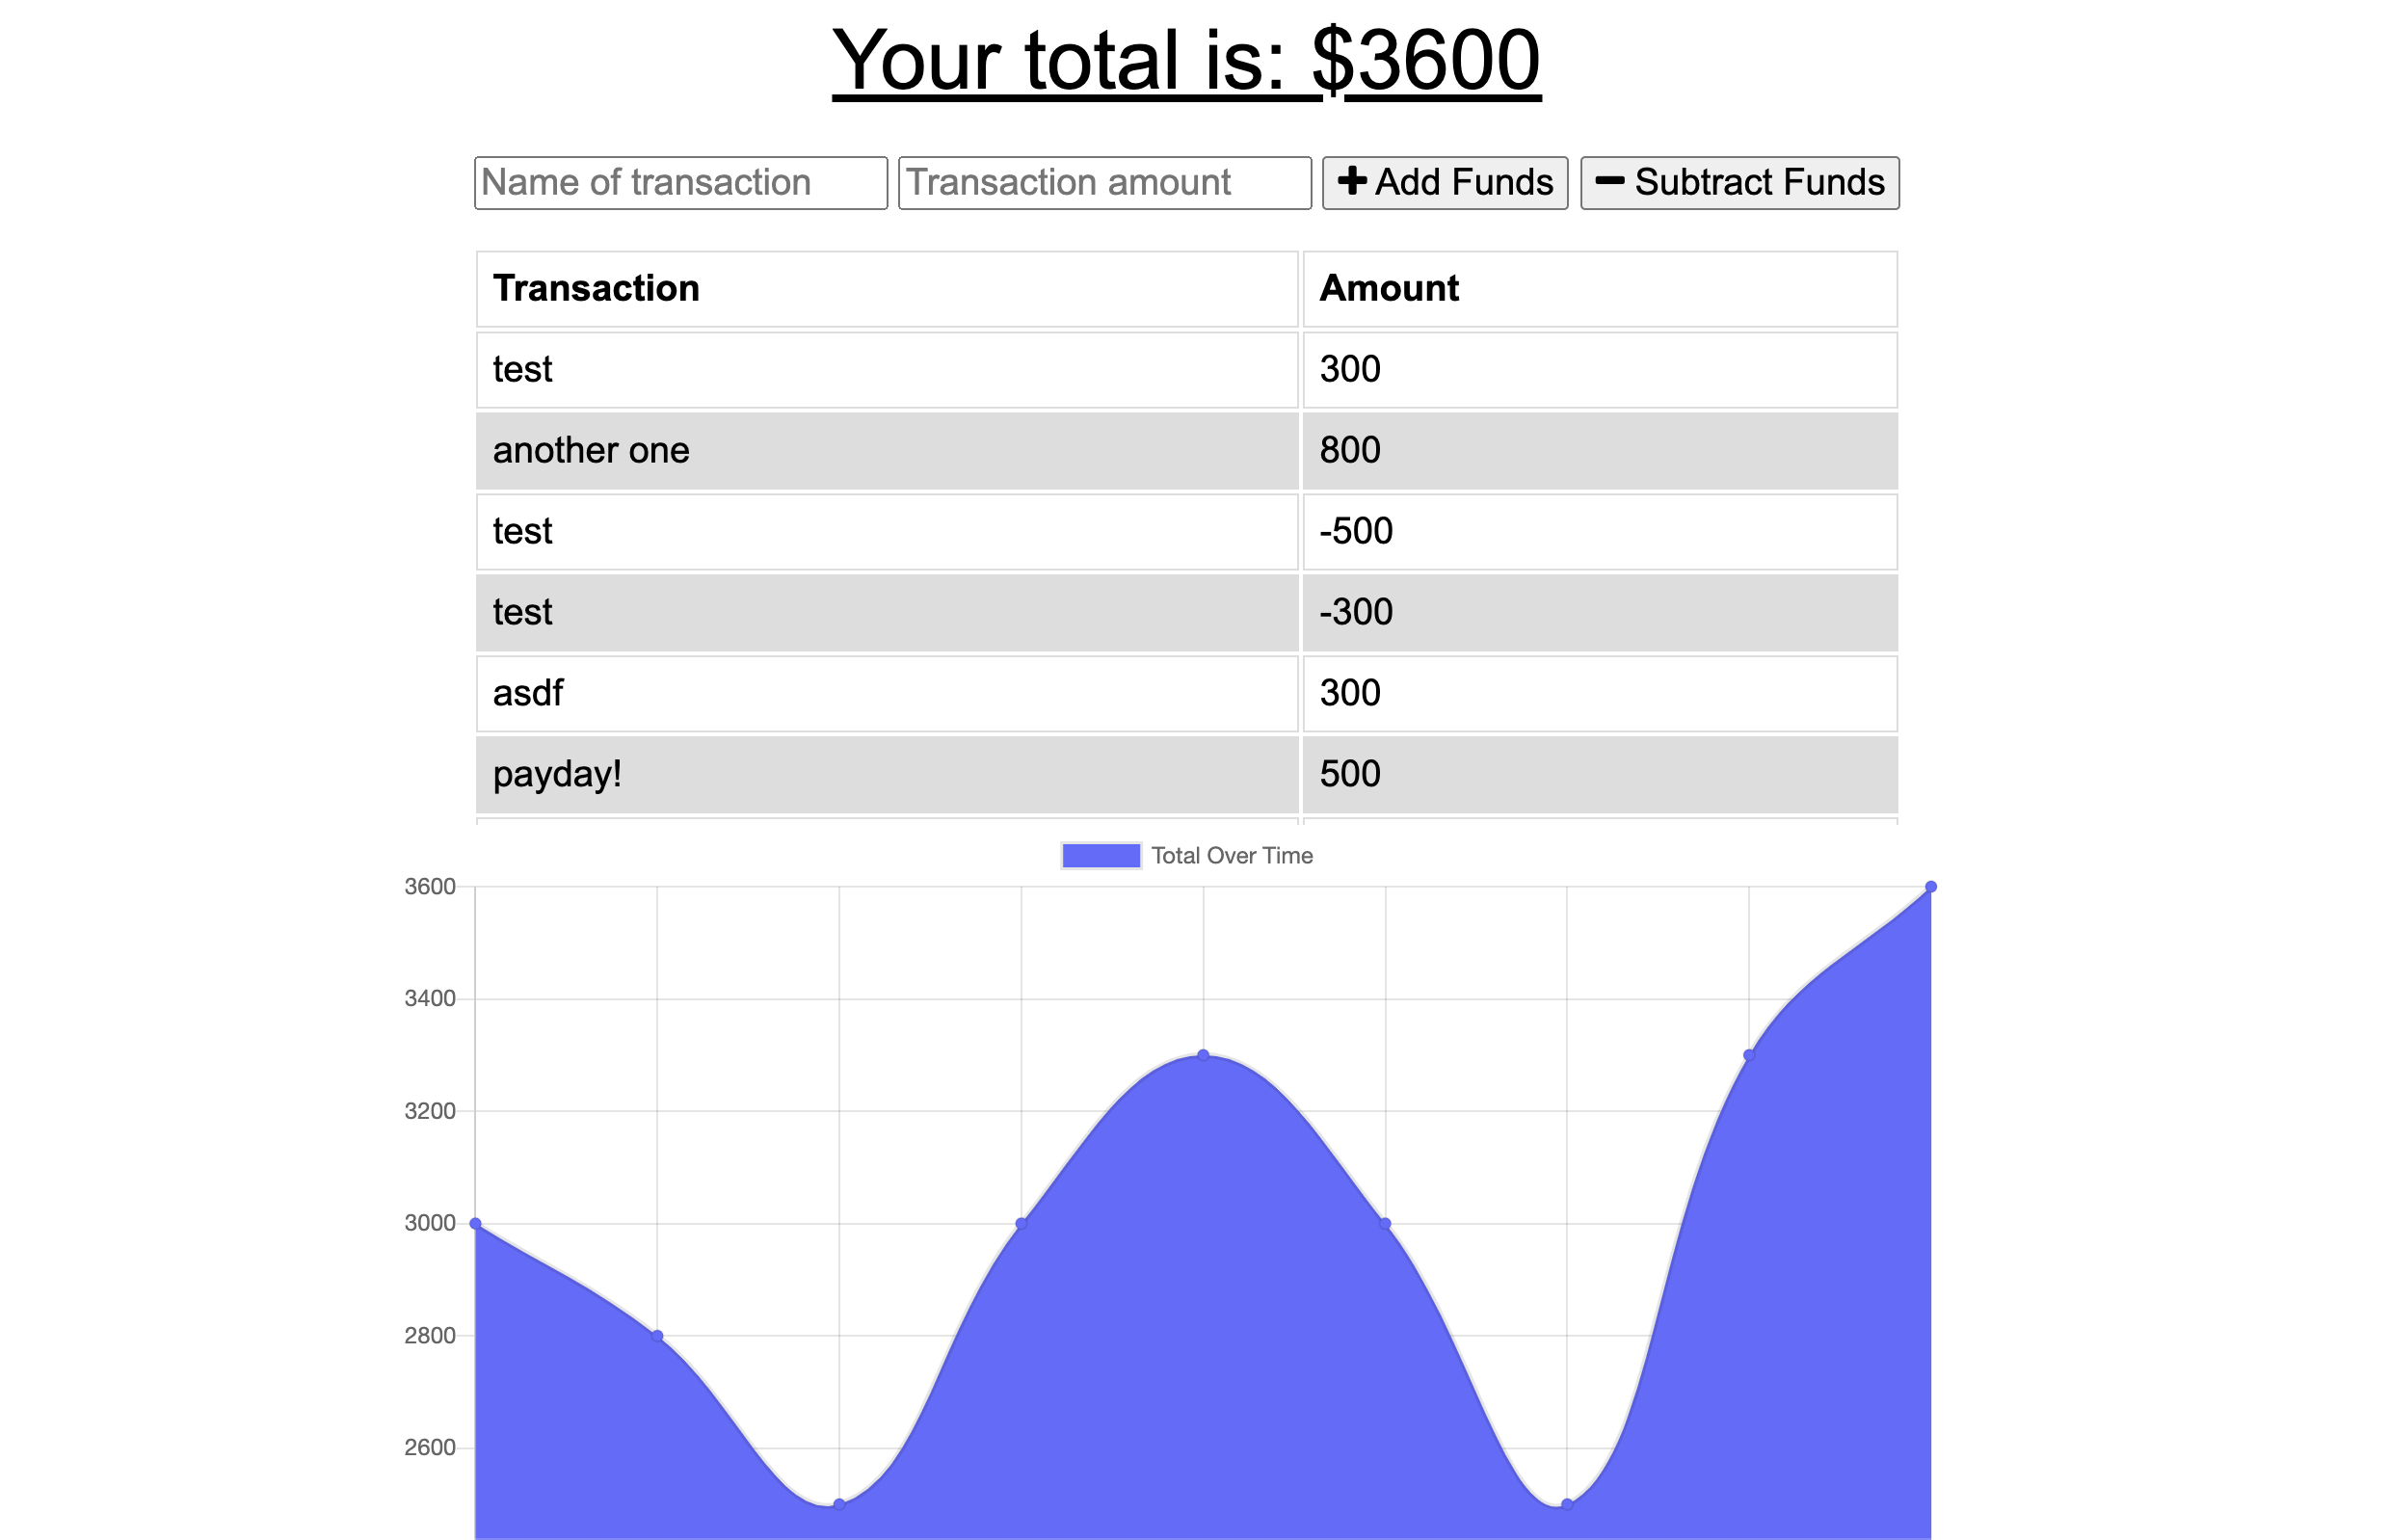 Your total is: $3600
Name of transaction Transaction amount Add Funds Subtract Funds
Transaction Amount
test 300
another one 800
test -500
test -300
asdf 300
payday! 500
Total Over Time
3600
3400
3200
3000
2800
2600